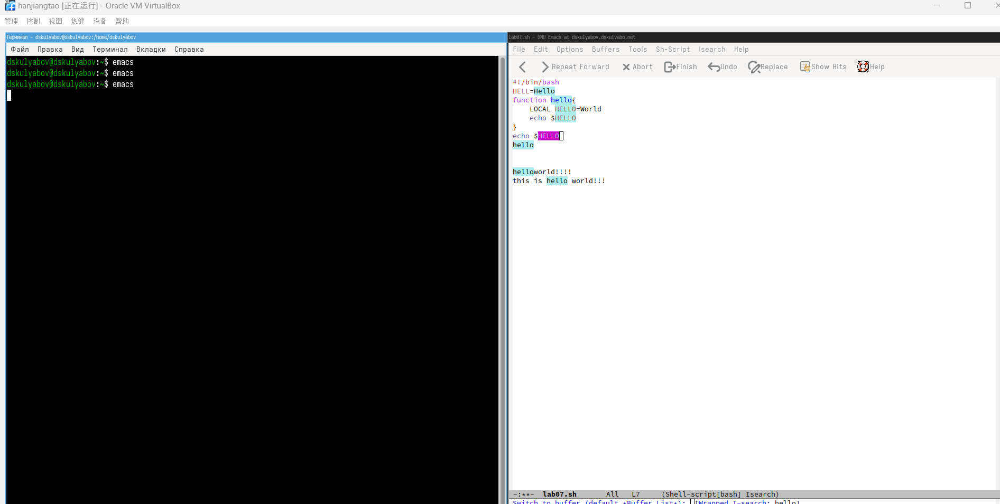 hanjiangtao [正在运行] - Oracle VM VirtualBox
管理 控制 视图 热键 设备 帮助
Терминал - dskulyabov@dskulyabov:/home/dskulyabov
Файл Правка Вид Терминал Вкладки Справка
dskulyabov@dskulyabov:~$ emacs
dskulyabov@dskulyabov:~$ emacs
dskulyabov@dskulyabov:~$ emacs
lab07.sh - GNU Emacs at dskulyabov.dskulvabo.net
File Edit Options Buffers Tools Sh-Script Isearch Help
Repeat Forward Abort Finish Undo Replace Show Hits Help
#!/bin/bash
HELL=Hello
function hello{
    LOCAL HELLO=World
    echo $HELLO
}
echo $HELLO
hello
helloworld!!!!
this is hello world!!!
-:**- lab07.sh All L7 (Shell-script[bash] Isearch)
Switch to buffer (default *Buffer List*): [Wrapped I-search: hello]